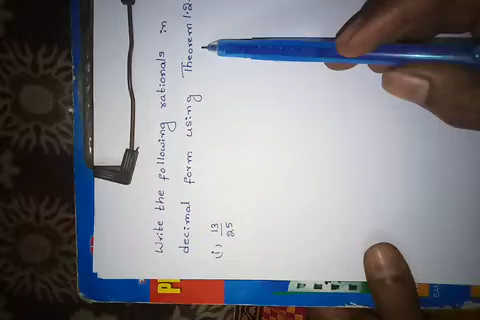 Write the following rationals in
decimal form using Theorem 1.2.
(i) 13/25